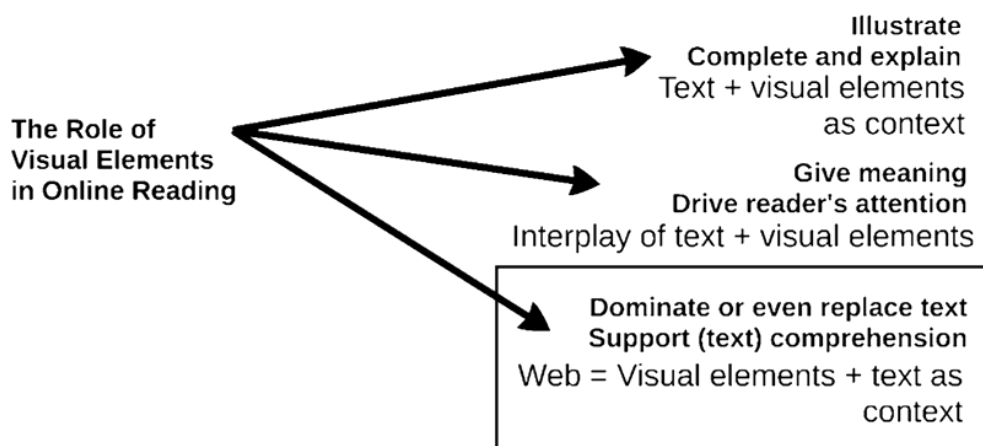 The Role of
Visual Elements
in Online Reading
Illustrate
Complete and explain
Text + visual elements
as context
Give meaning
Drive reader's attention
Interplay of text + visual elements
Dominate or even replace text
Support (text) comprehension
Web = Visual elements + text as
context